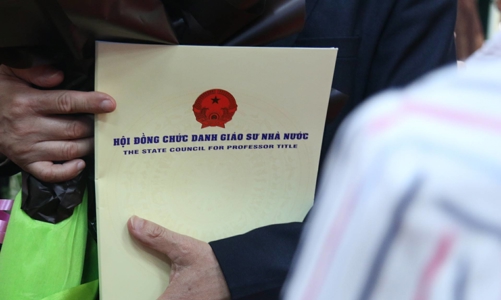 HỘI ĐỒNG CHỨC DANH GIÁO SƯ NHÀ NƯỚC
THE STATE COUNCIL FOR PROFESSOR TITLE